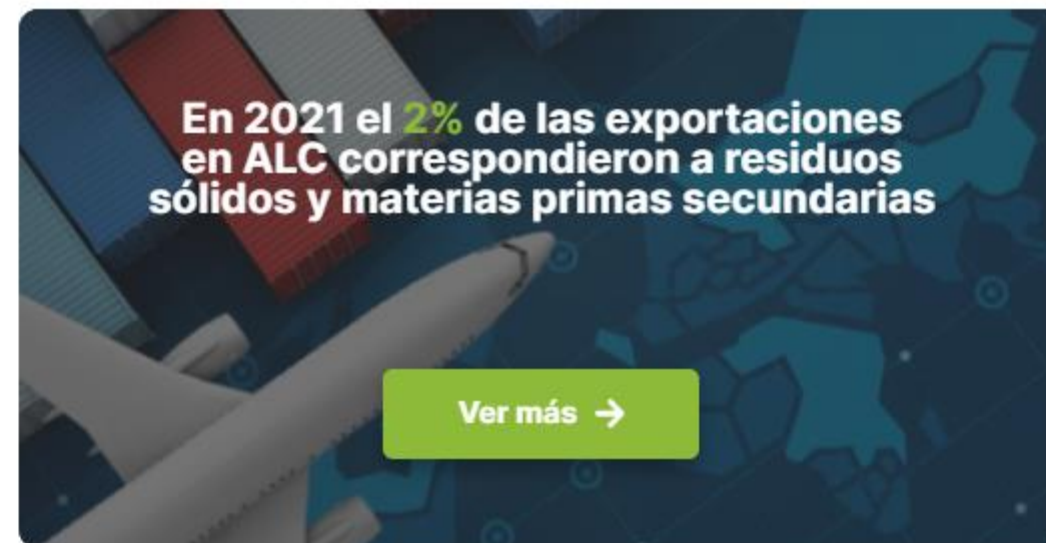 En 2021 el 2% de las exportaciones
en ALC correspondieron a residuos
sólidos y materias primas secundarias
Ver más →